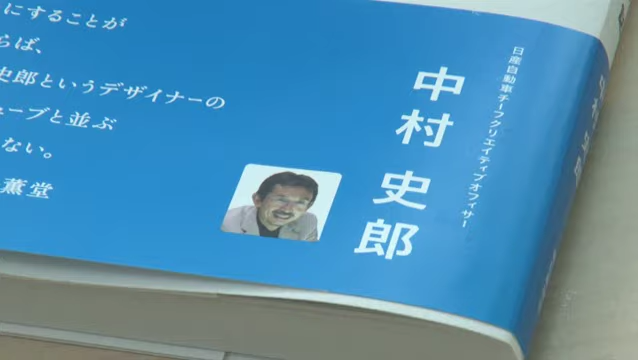 にすることが
らば、
史郎というデザイナーの
ューブと並ぶ
ない。
薫堂
日産自動車チーフクリエイティブオフィサー
中村 史郎